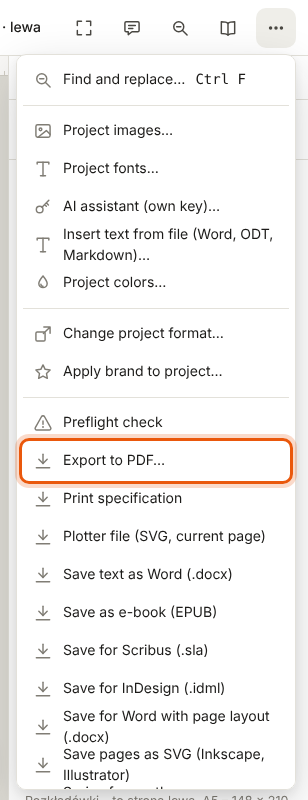 · lewa
Find and replace... Ctrl F
Project images...
Project fonts...
AI assistant (own key)...
Insert text from file (Word, ODT,
Markdown)...
Project colors...
Change project format...
Apply brand to project...
Preflight check
Export to PDF...
Print specification
Plotter file (SVG, current page)
Save text as Word (.docx)
Save as e-book (EPUB)
Save for Scribus (.sla)
Save for InDesign (.idml)
Save for Word with page layout
(.docx)
Save pages as SVG (Inkscape,
Illustrator)